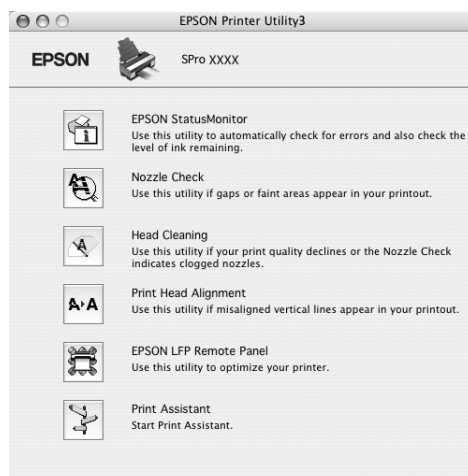 EPSON Printer Utility3
EPSON
SPro XXXX
EPSON StatusMonitor
Use this utility to automatically check for errors and also check the
level of ink remaining.
Nozzle Check
Use this utility if gaps or faint areas appear in your printout.
Head Cleaning
Use this utility if your print quality declines or the Nozzle Check
indicates clogged nozzles.
A A
Print Head Alignment
Use this utility if misaligned vertical lines appear in your printout.
EPSON LFP Remote Panel
Use this utility to optimize your printer.
Print Assistant
Start Print Assistant.